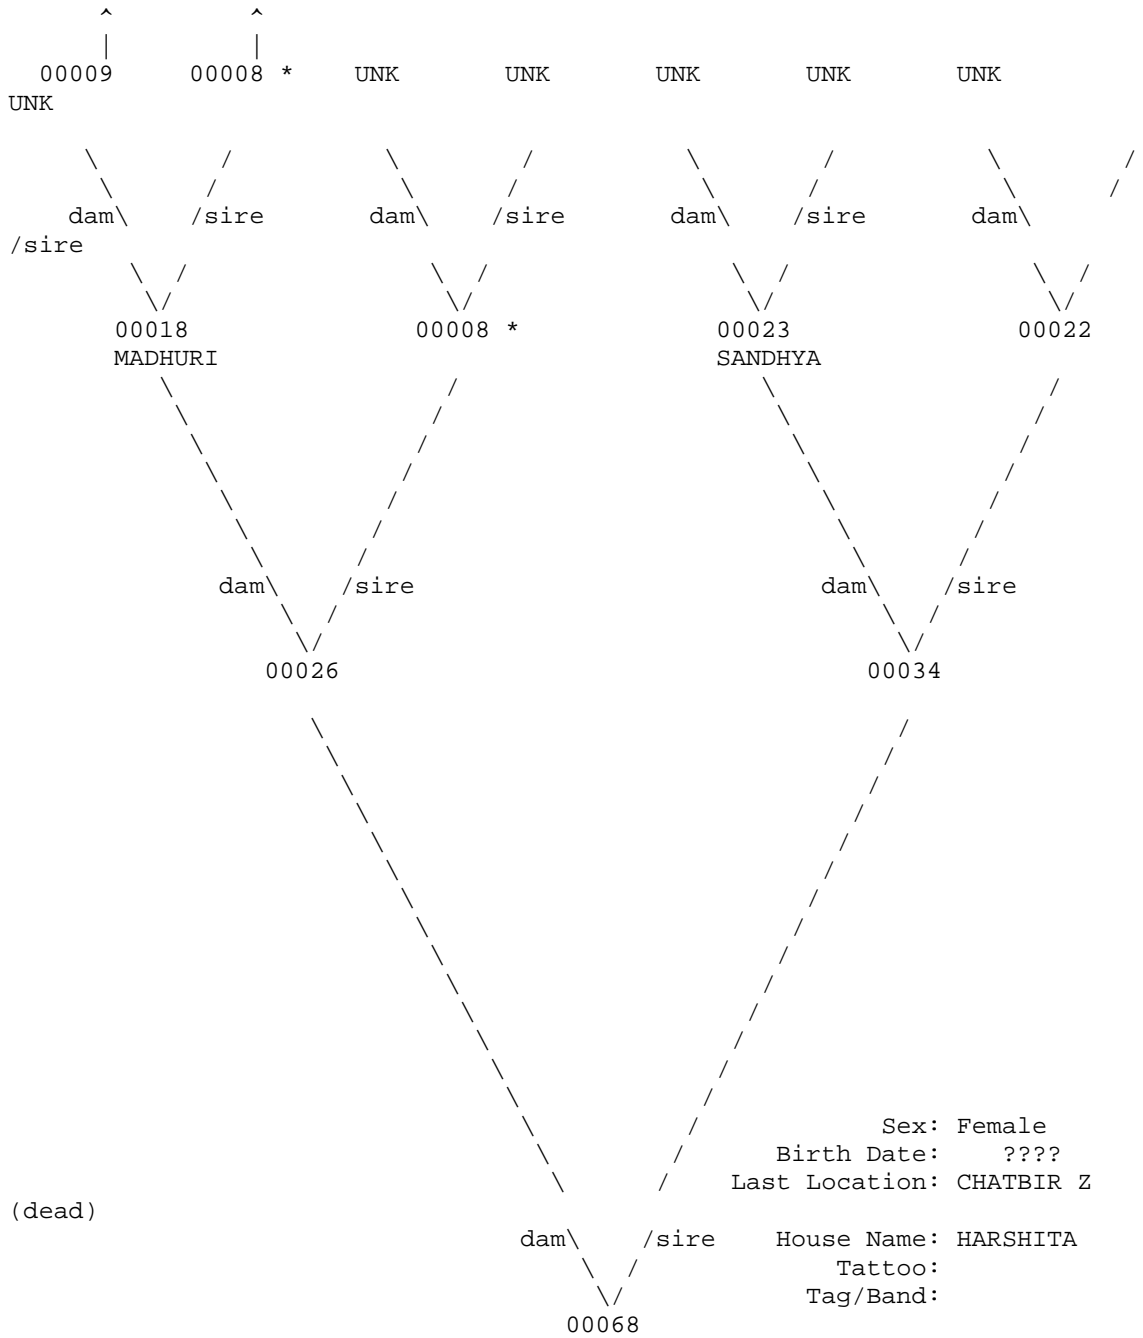 ^ ^
| |
00009 00008 * UNK UNK UNK UNK UNK
UNK
\ / \ / \ / \ /
\ / \ / \ / \ /
dam\ /sire dam\ /sire dam\ /sire dam\
/sire
\ / \ / \ / \ /
\/ \/ \/ \/
00018 00008 * 00023 00022
MADHURI SANDHYA
dam\ /sire dam\ /sire
00026 00034
Sex: Female
Birth Date: ????
Last Location: CHATBIR Z
(dead)
dam\ /sire House Name: HARSHITA
Tattoo:
Tag/Band:
00068